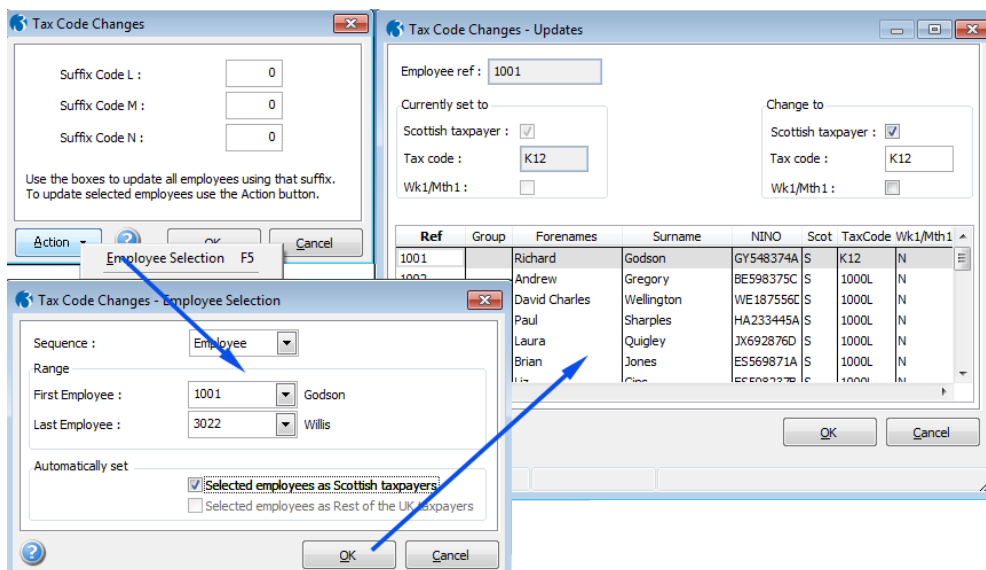 Tax Code Changes
Suffix Code L : 0
Suffix Code M : 0
Suffix Code N : 0
Use the boxes to update all employees using that suffix.
To update selected employees use the Action button.
Action OK Cancel
Employee Selection F5
Tax Code Changes - Employee Selection
Sequence : Employee
Range
First Employee : 1001 Godson
Last Employee : 3022 Willis
Automatically set
Selected employees as Scottish taxpayers
Selected employees as Rest of the UK taxpayers
OK Cancel
Tax Code Changes - Updates
Employee ref : 1001
Currently set to
Scottish taxpayer :
Tax code : K12
Wk1/Mth1 :
Change to
Scottish taxpayer :
Tax code : K12
Wk1/Mth1 :
Ref Group Forenames Surname NINO Scot TaxCode Wk1/Mth1
1001 Richard Godson GY548374A S K12 N
1002 Andrew Gregory BE598375C S 1000L N
David Charles Wellington WE187556D S 1000L N
Paul Sharples HA233445A S 1000L N
Laura Quigley JX692876D S 1000L N
Brian Jones ES569871A S 1000L N
Liz S 1000L N
OK Cancel